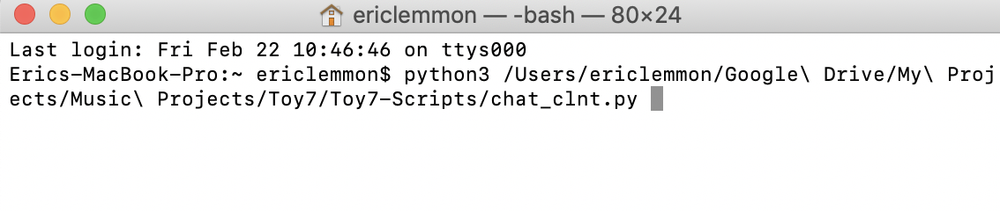 ericlemmon — -bash — 80×24
Last login: Fri Feb 22 10:46:46 on ttys000
Erics-MacBook-Pro:~ ericlemmon$ python3 /Users/ericlemmon/Google\ Drive/My\ Proj
ects/Music\ Projects/Toy7/Toy7-Scripts/chat_clnt.py